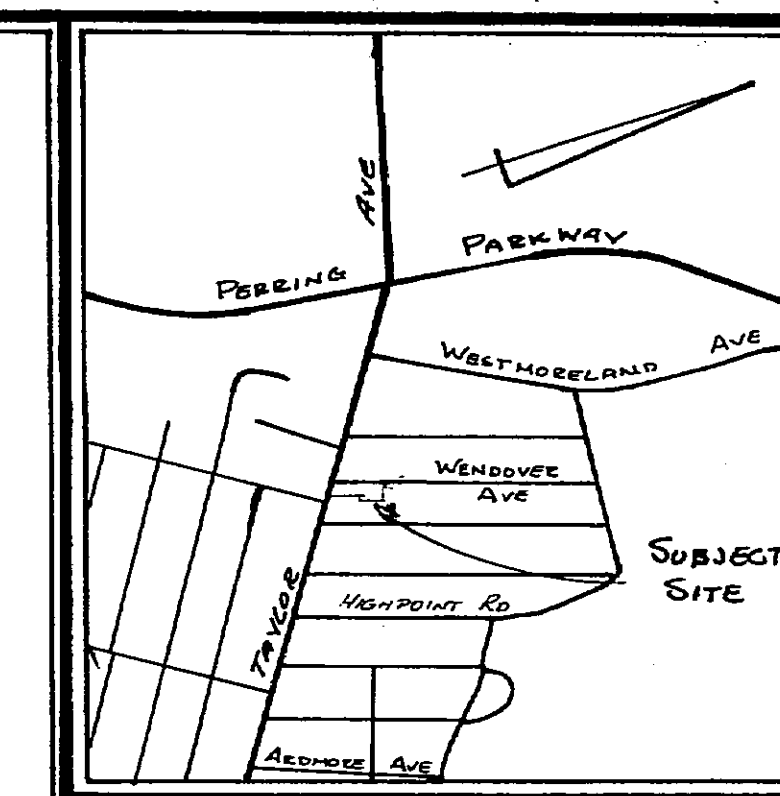 AVE
PARKWAY
PERRING
WESTMORELAND AVE
WENDOVER
AVE
SUBJECT
SITE
TAYLOR
HIGHPOINT RD
ARDMORE AVE